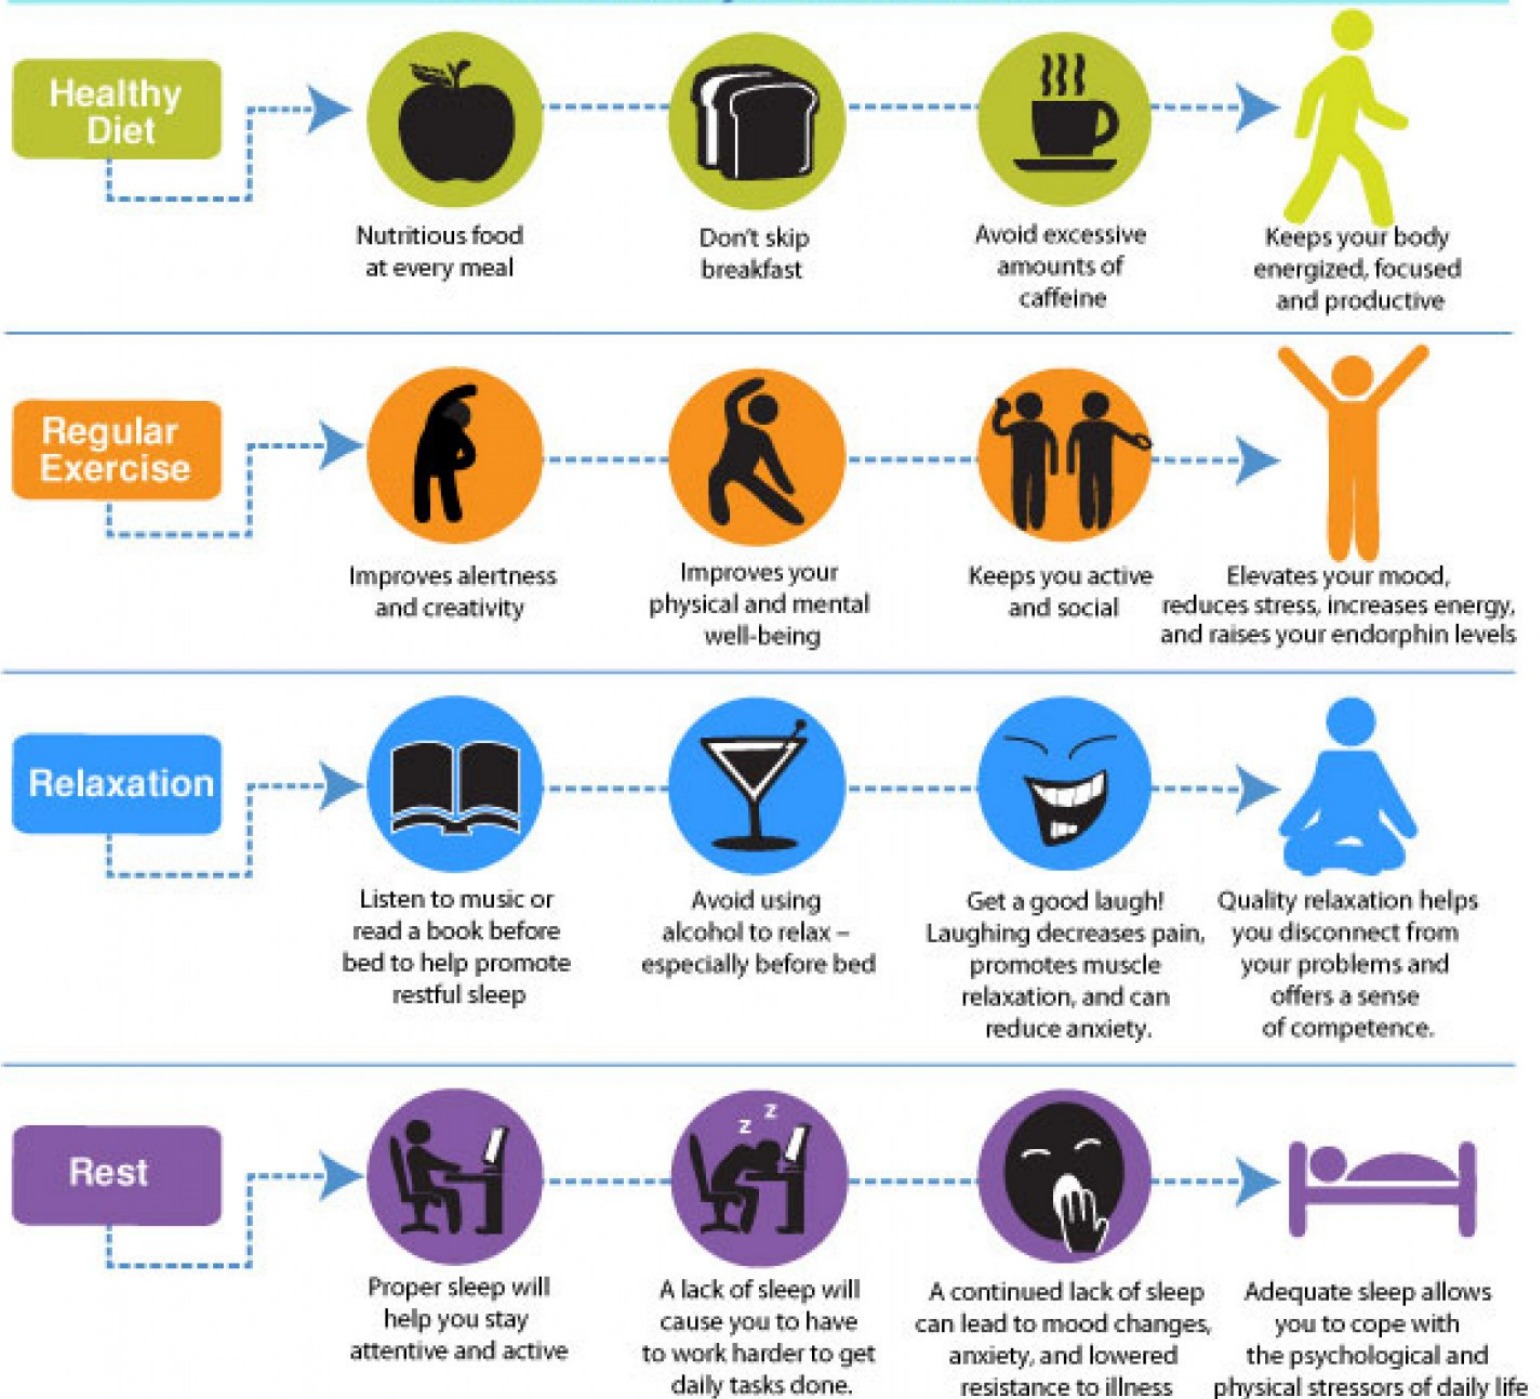 Healthy
Diet
Nutritious food
at every meal
Don't skip
breakfast
Avoid excessive
amounts of
caffeine
Keeps your body
energized, focused
and productive
Regular
Exercise
Improves alertness
and creativity
Improves your
physical and mental
well-being
Keeps you active
and social
Elevates your mood,
reduces stress, increases energy,
and raises your endorphin levels
Relaxation
Listen to music or
read a book before
bed to help promote
restful sleep
Avoid using
alcohol to relax –
especially before bed
Get a good laugh!
Laughing decreases pain,
promotes muscle
relaxation, and can
reduce anxiety.
Quality relaxation helps
you disconnect from
your problems and
offers a sense
of competence.
Rest
Proper sleep will
help you stay
attentive and active
z z
A lack of sleep will
cause you to have
to work harder to get
daily tasks done.
A continued lack of sleep
can lead to mood changes,
anxiety, and lowered
resistance to illness
Adequate sleep allows
you to cope with
the psychological and
physical stressors of daily life